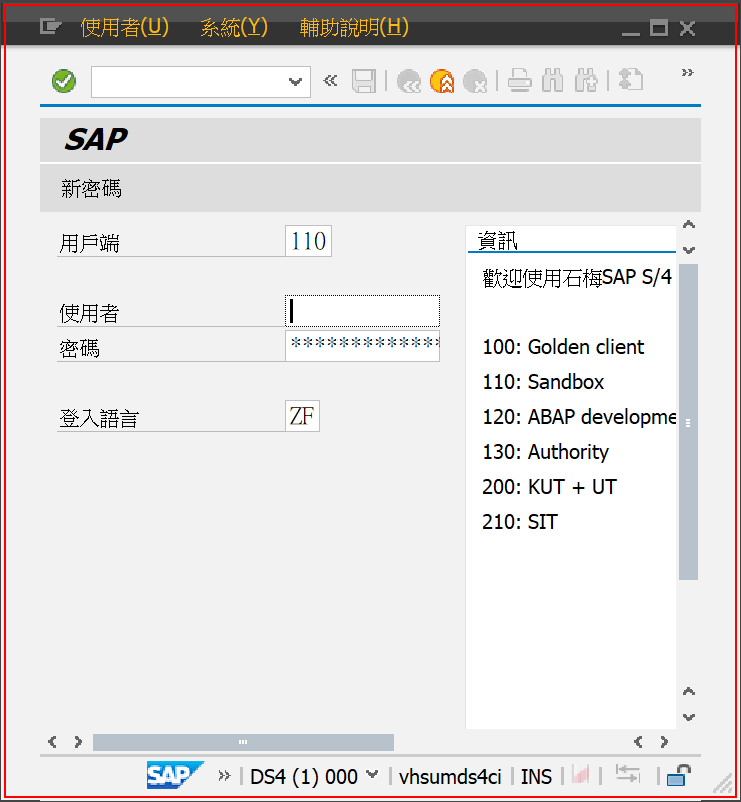 使用者(U) 系統(Y) 輔助說明(H)
SAP
新密碼
用戶端 110
使用者
密碼 *************
登入語言 ZF
資訊
歡迎使用石梅SAP S/4
100: Golden client
110: Sandbox
120: ABAP developme
130: Authority
200: KUT + UT
210: SIT
SAP DS4 (1) 000 vhsumds4ci INS